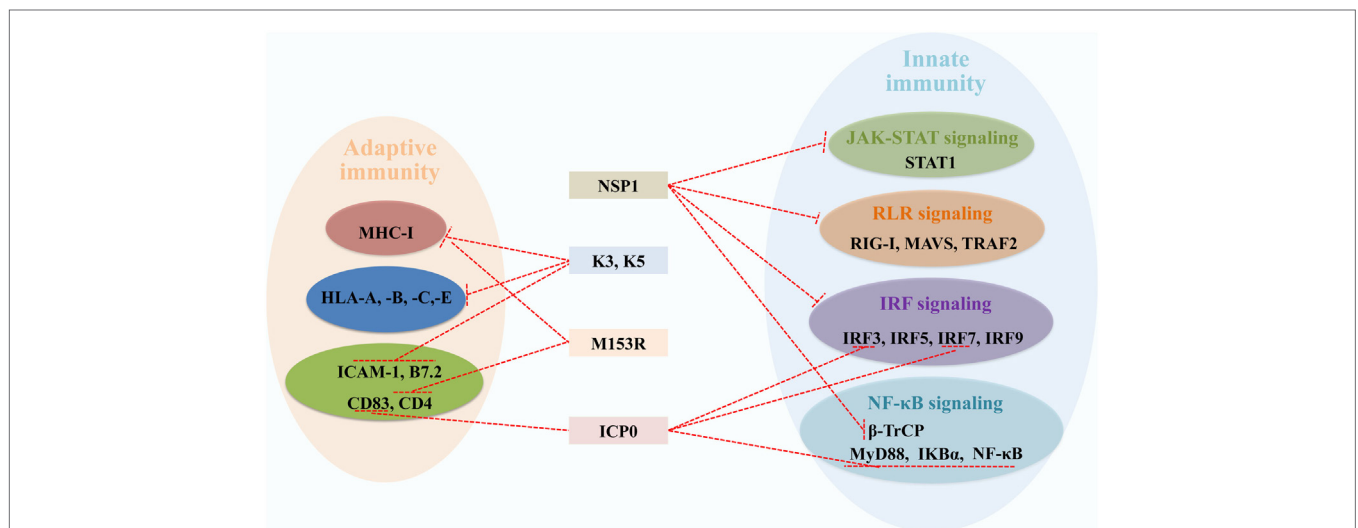 Adaptive
immunity
MHC-I
HLA-A, -B, -C,-E
ICAM-1, B7.2
CD83, CD4
NSP1
K3, K5
M153R
ICP0
Innate
immunity
JAK-STAT signaling
STAT1
RLR signaling
RIG-I, MAVS, TRAF2
IRF signaling
IRF3, IRF5, IRF7, IRF9
NF-κB signaling
β-TrCP
MyD88, IKBα, NF-κB